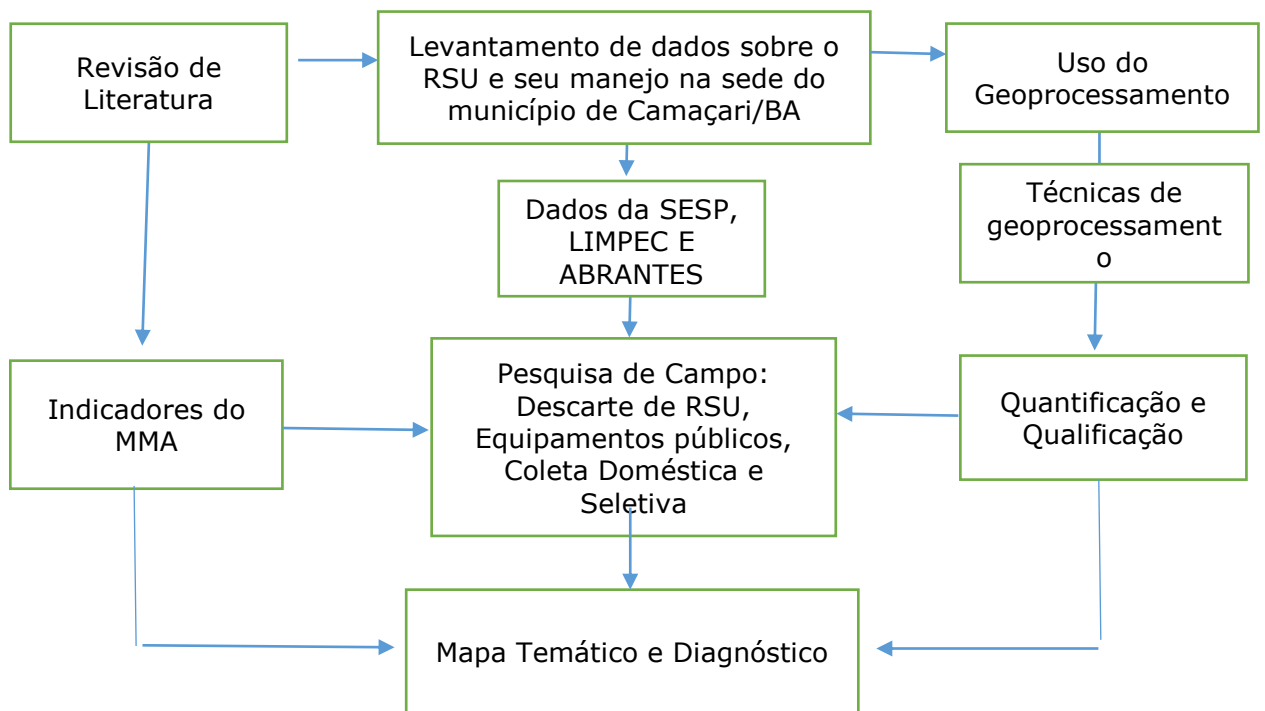 Revisão de
Literatura
Levantamento de dados sobre o
RSU e seu manejo na sede do
município de Camaçari/BA
Uso do
Geoprocessamento
Dados da SESP,
LIMPEC E
ABRANTES
Técnicas de
geoprocessament
o
Indicadores do
MMA
Pesquisa de Campo:
Descarte de RSU,
Equipamentos públicos,
Coleta Doméstica e
Seletiva
Quantificação e
Qualificação
Mapa Temático e Diagnóstico